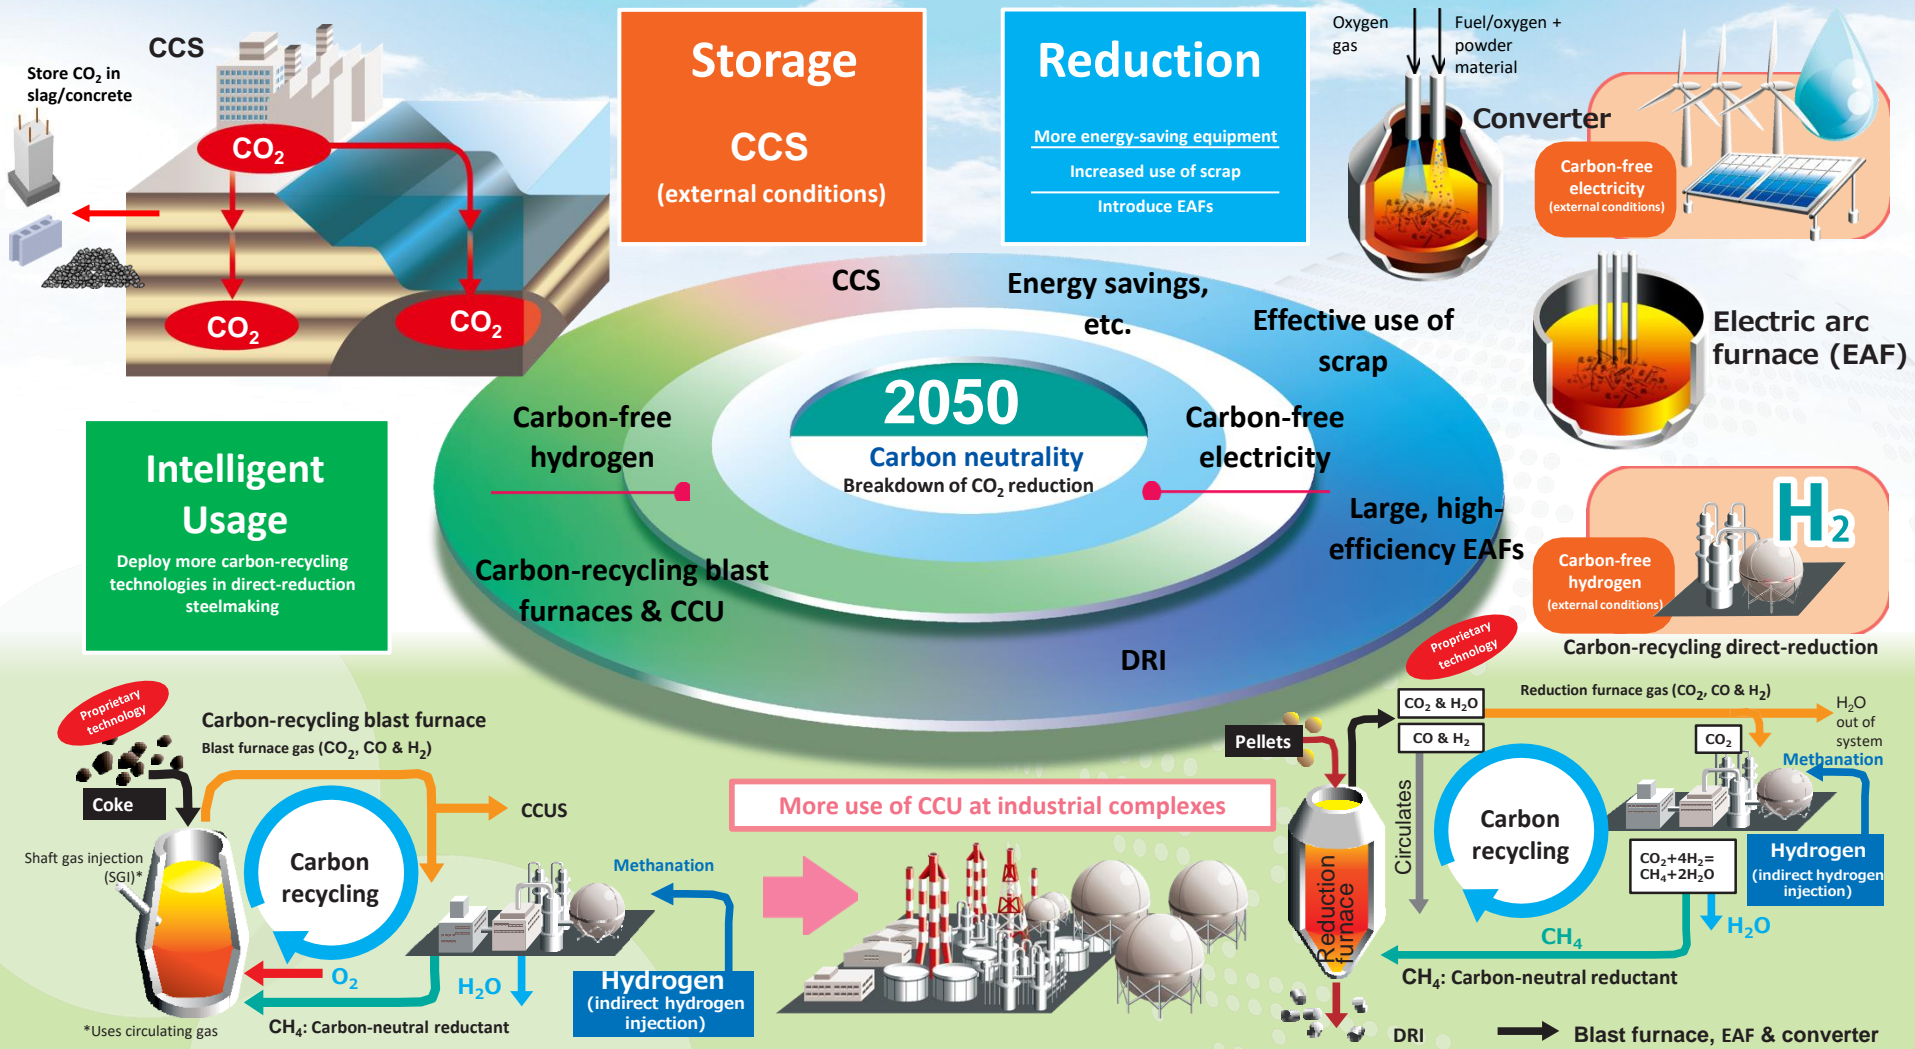 CCS
Store CO₂ in
slag/concrete
CO₂
CO₂
CO₂
Storage
CCS
(external conditions)
Reduction
More energy-saving equipment
Increased use of scrap
Introduce EAFs
Oxygen
gas
Fuel/oxygen +
powder
material
Converter
Carbon-free
electricity
(external conditions)
Electric arc
furnace (EAF)
CCS
Energy savings,
etc.
Effective use of
scrap
Carbon-free
hydrogen
2050
Carbon neutrality
Breakdown of CO₂ reduction
Carbon-free
electricity
Large, high-
efficiency EAFs
Carbon-recycling blast
furnaces & CCU
DRI
Intelligent
Usage
Deploy more carbon-recycling
technologies in direct-reduction
steelmaking
H₂
Carbon-free
hydrogen
(external conditions)
Carbon-recycling direct-reduction
Proprietary
technology
Carbon-recycling blast furnace
Blast furnace gas (CO₂, CO & H₂)
Coke
CCUS
Shaft gas injection
(SGI)*
Carbon
recycling
Methanation
O₂
H₂O
Hydrogen
(indirect hydrogen
injection)
CH₄: Carbon-neutral reductant
*Uses circulating gas
More use of CCU at industrial complexes
Proprietary
technology
Reduction furnace gas (CO₂, CO & H₂)
CO₂ & H₂O
CO & H₂
H₂O
out of
system
Pellets
CO₂
Methanation
Circulates
Carbon
recycling
Reduction
furnace
CO₂+4H₂=
CH₄+2H₂O
Hydrogen
(indirect hydrogen
injection)
H₂O
CH₄
CH₄: Carbon-neutral reductant
DRI
Blast furnace, EAF & converter